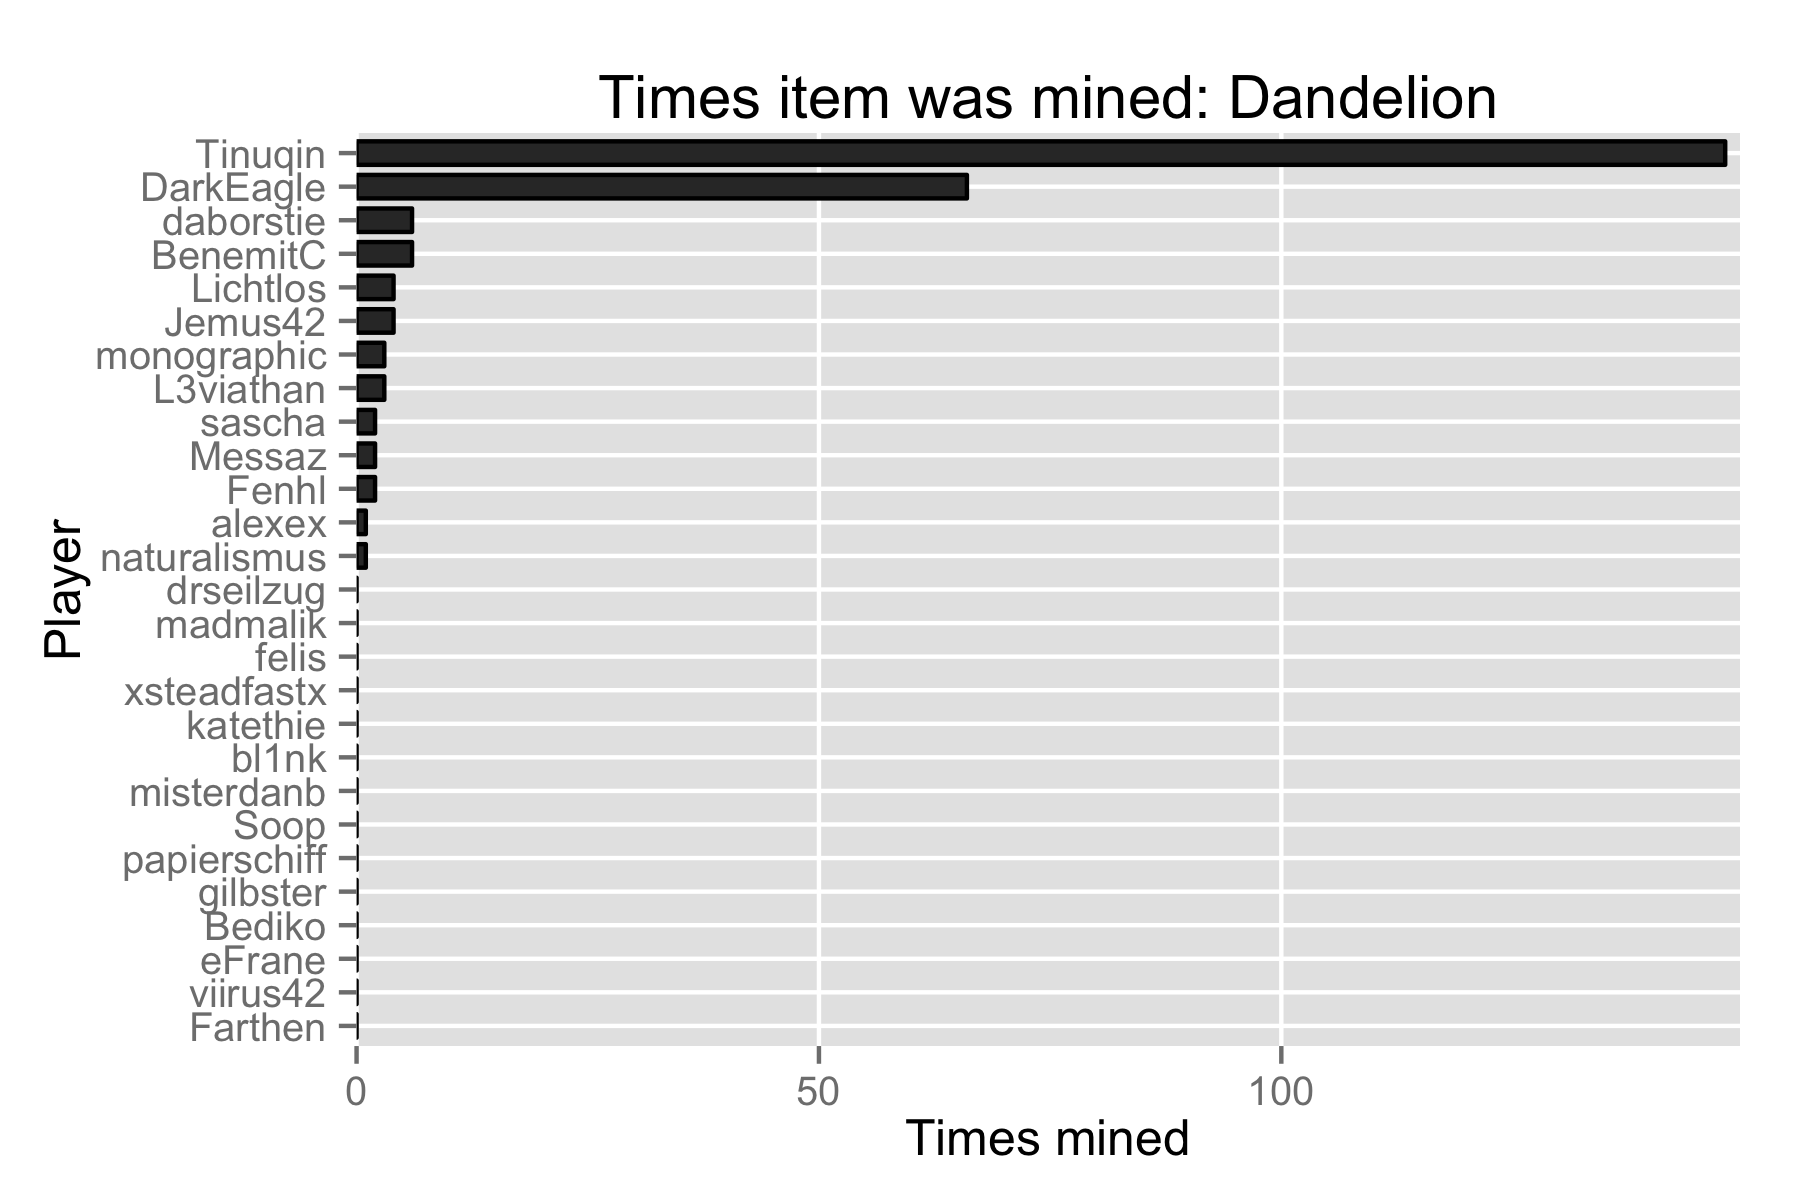 Times item was mined: Dandelion
Tinuqin
DarkEagle
daborstie
BenemitC
Lichtlos
Jemus42
monographic
L3viathan
sascha
Messaz
Fenhl
alexex
naturalismus
drseilzug
madmalik
felis
xsteadfastx
katethie
bl1nk
misterdanb
Soop
papierschiff
gilbster
Bediko
eFrane
viirus42
Farthen
Player
0 50 100
Times mined